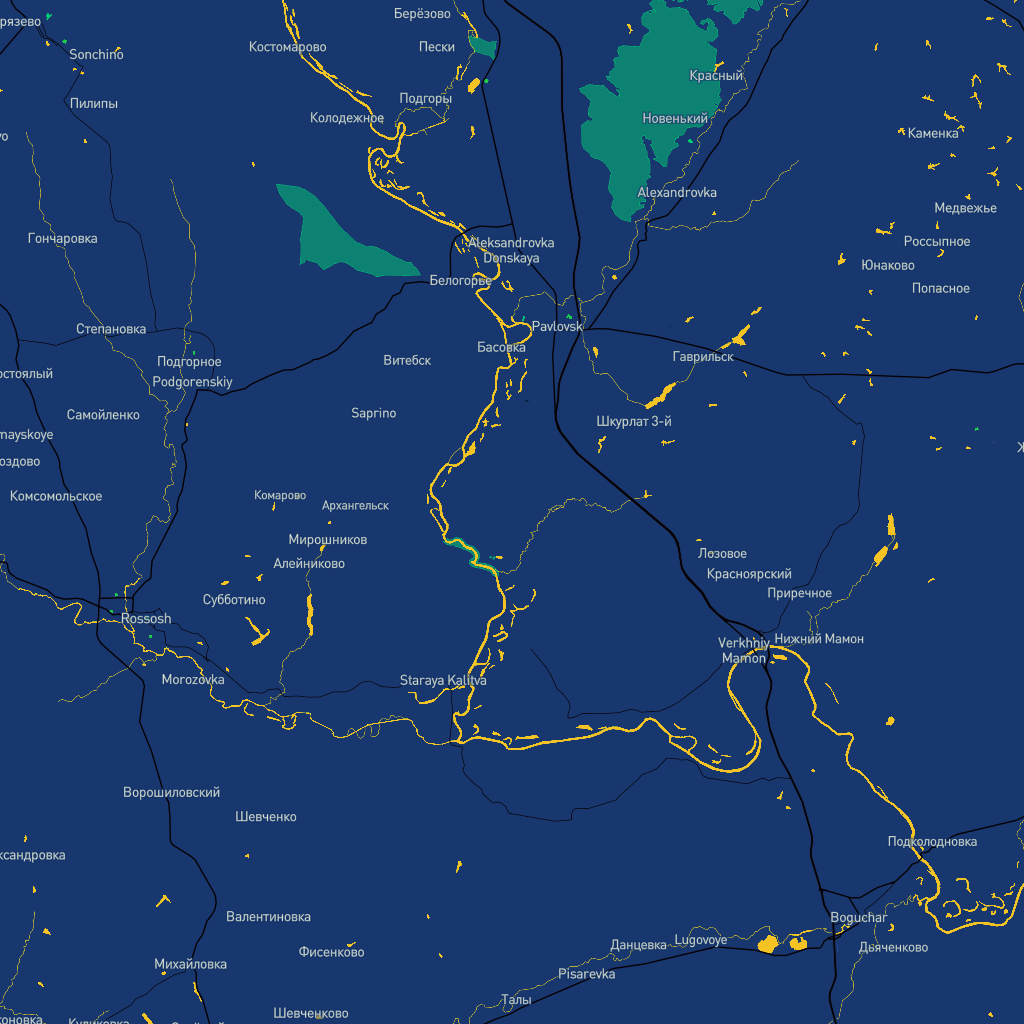 Берёзово
Sonchino
Костомарово
Пески
Красный
Пилипы
Подгоры
Колодежное
Новенький
Каменка
Alexandrovka
Медвежье
Гончаровка
Aleksandrovka
Donskaya
Россыпное
Юнаково
Белогорье
Попасное
Степановка
Pavlovsk
Басовка
Гаврильск
Подгорное
Витебск
Podgorenskiy
Самойленко
Saprino
Шкурлат 3-й
Комсомольское
Комарово
Архангельск
Мирошников
Алейниково
Лозовое
Красноярский
Приречное
Субботино
Rossosh
Verkhniy
Mamon
Нижний Мамон
Morozovka
Staraya Kalitva
Ворошиловский
Шевченко
Подколодновка
Валентиновка
Boguchar
Фисенково
Данцевка
Lugovoye
Дьяченково
Михайловка
Pisarevka
Талы
Шевченково